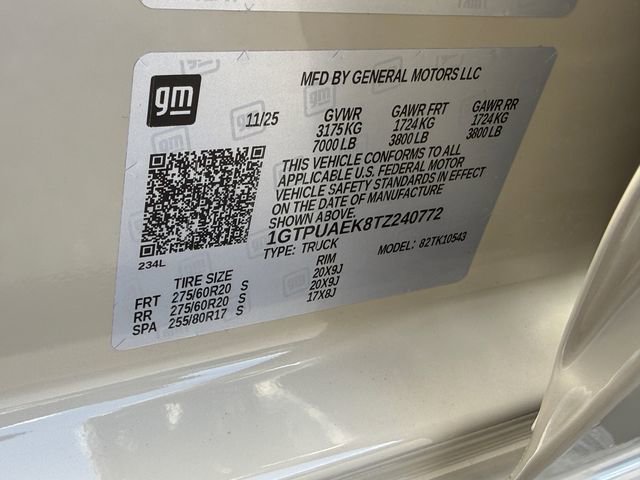 MFD BY GENERAL MOTORS LLC
gm
11/25 GVWR GAWR FRT GAWR RR
3175 KG 1724 KG 1724 KG
7000 LB 3800 LB 3800 LB
THIS VEHICLE CONFORMS TO ALL
APPLICABLE U.S. FEDERAL MOTOR
VEHICLE SAFETY STANDARDS IN EFFECT
ON THE DATE OF MANUFACTURE
SHOWN ABOVE.
1GTPUAEK8TZ240772
TYPE: TRUCK MODEL: 82TK10543
234L
TIRE SIZE RIM
FRT 275/60R20 S 20X9J
RR 275/60R20 S 20X9J
SPA 255/80R17 S 17X8J